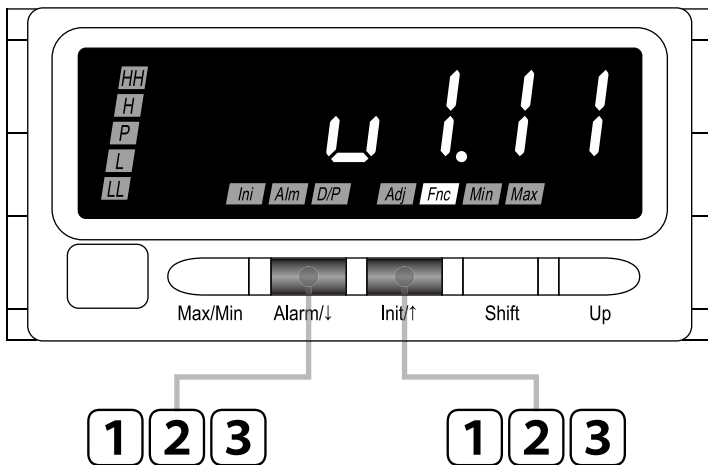 HH
H
P
L
LL
u 1.11
Ini Alm D/P Adj Fnc Min Max
Max/Min Alarm/↓ Init/↑ Shift Up
1 2 3 1 2 3